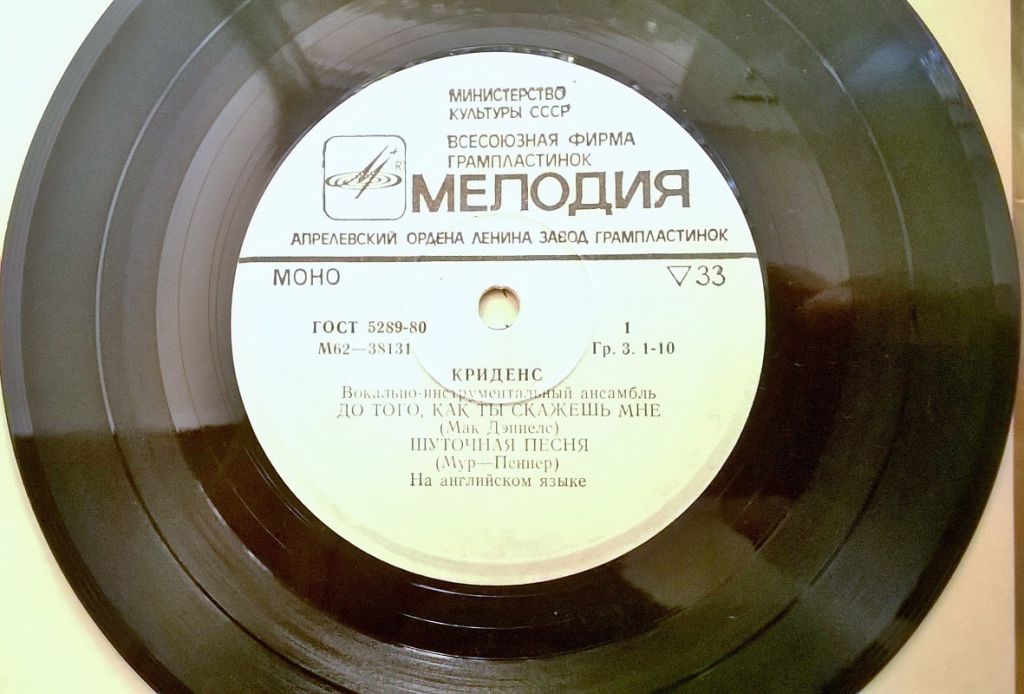 МИНИСТЕРСТВО
КУЛЬТУРЫ СССР
ВСЕСОЮЗНАЯ ФИРМА
ГРАМПЛАСТИНОК
R
МЕЛОДИЯ
АПРЕЛЕВСКИЙ ОРДЕНА ЛЕНИНА ЗАВОД ГРАМПЛАСТИНОК
МОНО ▽33
ГОСТ 5289-80 1
М62—38131 Гр. 3. 1-10
КРИДЕНС
Вокально-инструментальный ансамбль
ДО ТОГО, КАК ТЫ СКАЖЕШЬ МНЕ
(Мак Дэниелс)
ШУТОЧНАЯ ПЕСНЯ
(Мур—Пеннер)
На английском языке